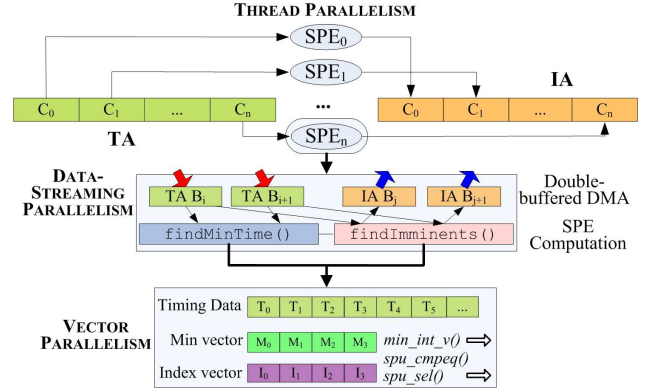 THREAD PARALLELISM
SPE0
SPE1
IA
C0 C1 ... Cn
...
C0 C1 ... Cn
TA
SPEn
DATA-
STREAMING
PARALLELISM
TA Bi TA Bi+1 IA Bj IA Bj+1
Double-
buffered DMA
findMinTime() findImminents()
SPE
Computation
Timing Data T0 T1 T2 T3 T4 T5 ...
VECTOR
PARALLELISM
Min vector M0 M1 M2 M3 min_int_v()
spu_cmpeq()
Index vector I0 I1 I2 I3 spu_sel()